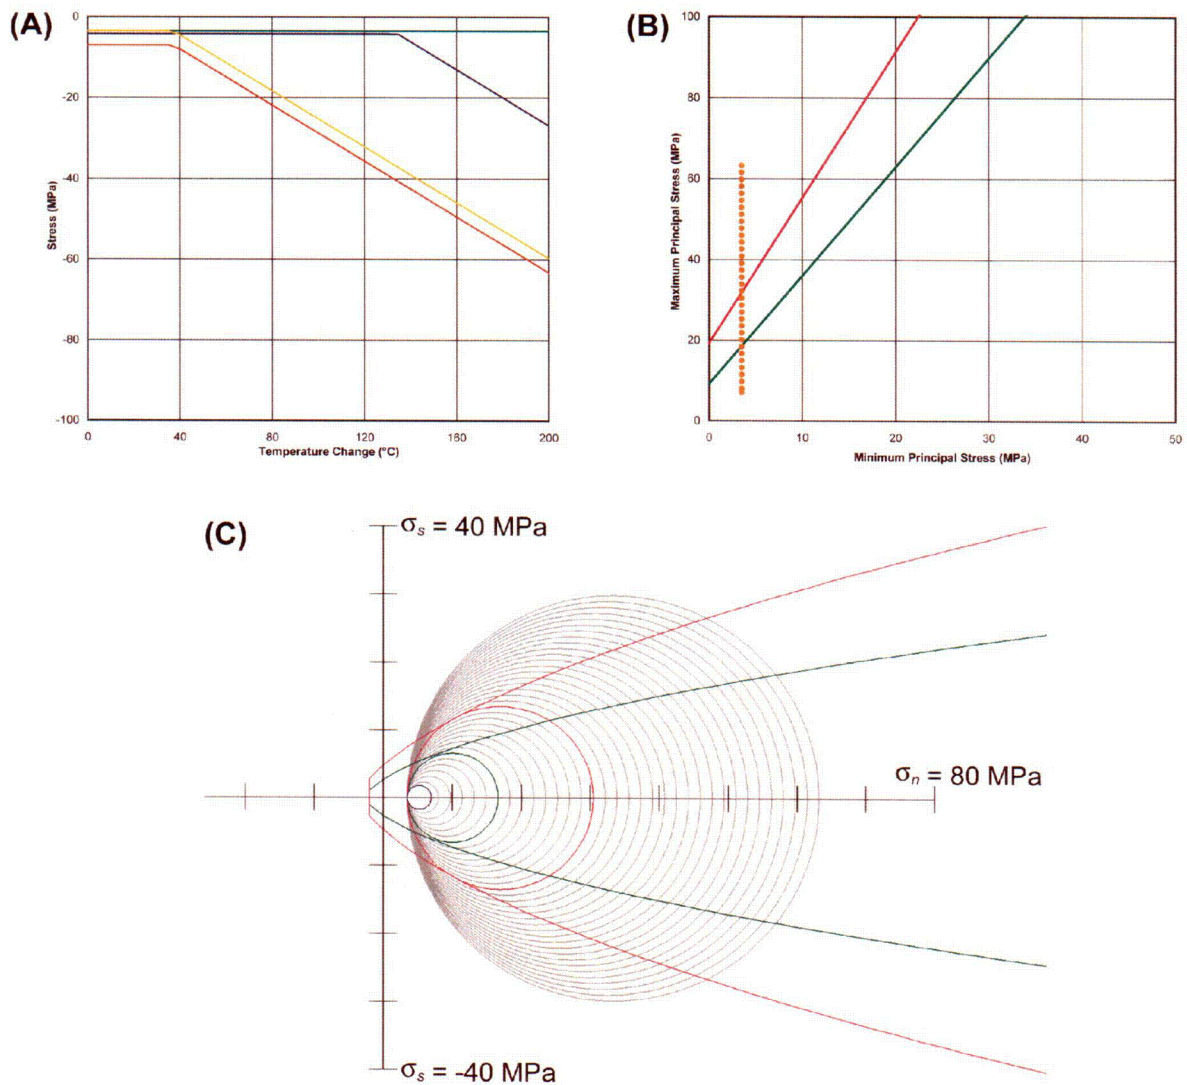 (A)
0
-20
-40
-60
-80
-100
Stress (MPa)
0 40 80 120 160 200
Temperature Change (°C)
(B)
100
80
60
40
20
0
Maximum Principal Stress (MPa)
0 10 20 30 40 50
Minimum Principal Stress (MPa)
(C)
σs = 40 MPa
σn = 80 MPa
σs = -40 MPa